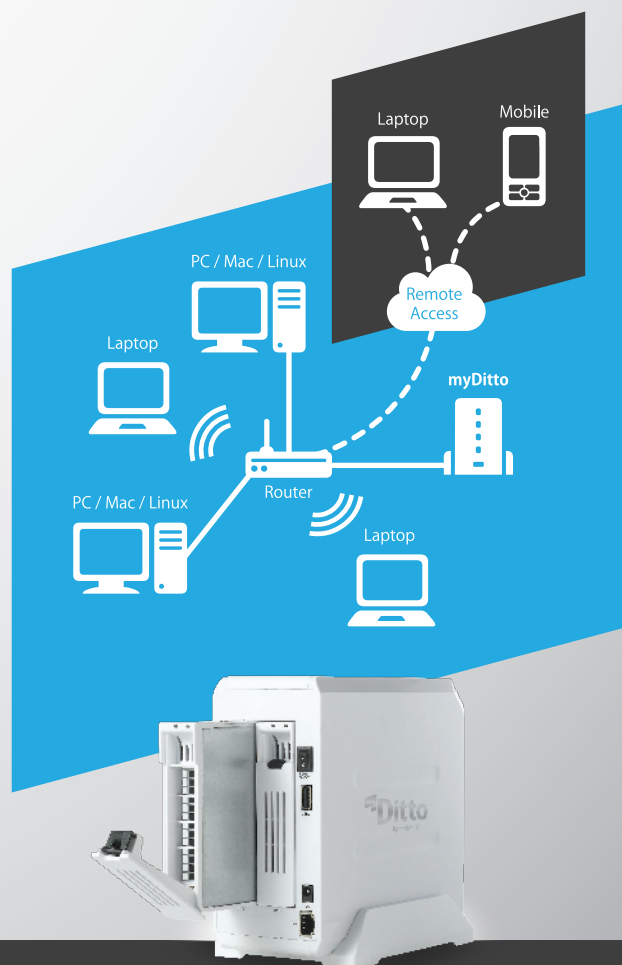 Laptop
Mobile
Remote
Access
PC / Mac / Linux
Laptop
myDitto
Router
PC / Mac / Linux
Laptop
Ditto